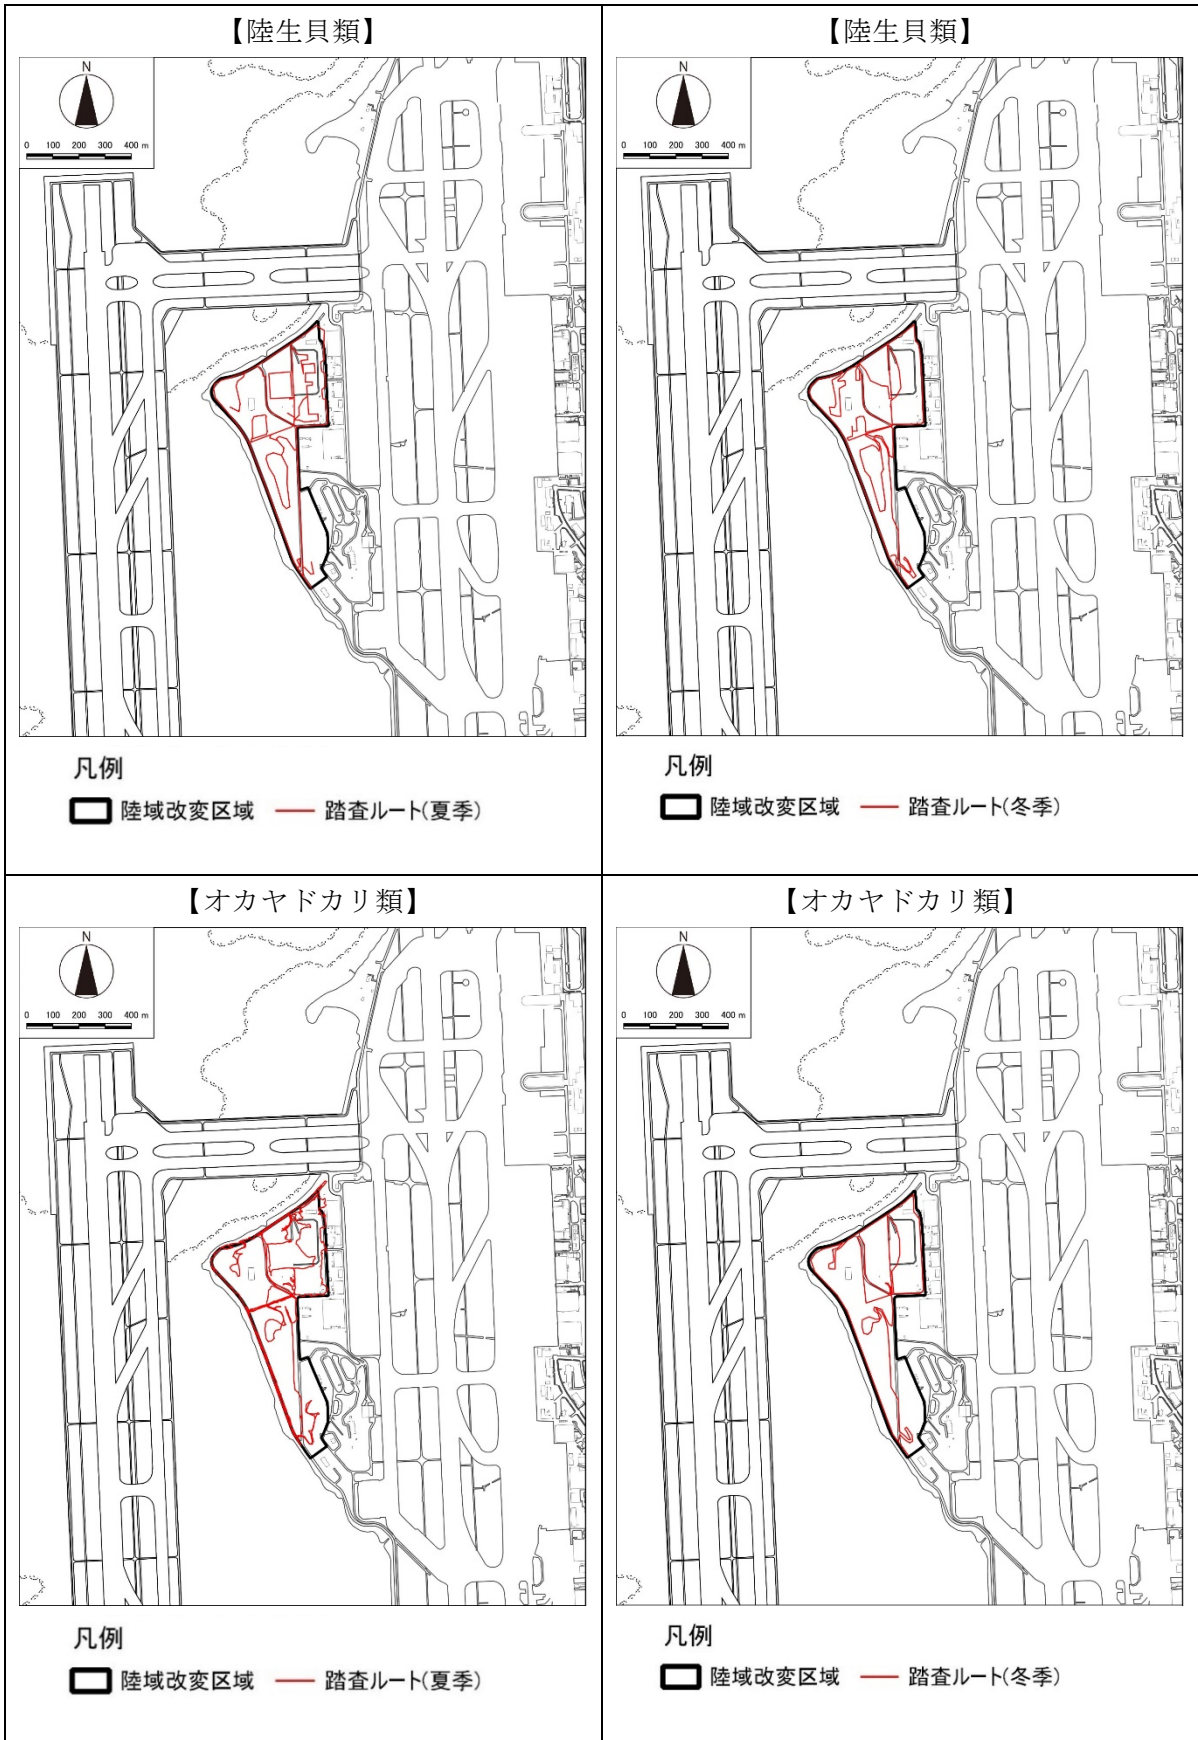 【陸生貝類】
N
0 100 200 300 400 m
凡例
陸域改変区域 踏査ルート(夏季)
【陸生貝類】
N
0 100 200 300 400 m
凡例
陸域改変区域 踏査ルート(冬季)
【オカヤドカリ類】
N
0 100 200 300 400 m
凡例
陸域改変区域 踏査ルート(夏季)
【オカヤドカリ類】
N
0 100 200 300 400 m
凡例
陸域改変区域 踏査ルート(冬季)